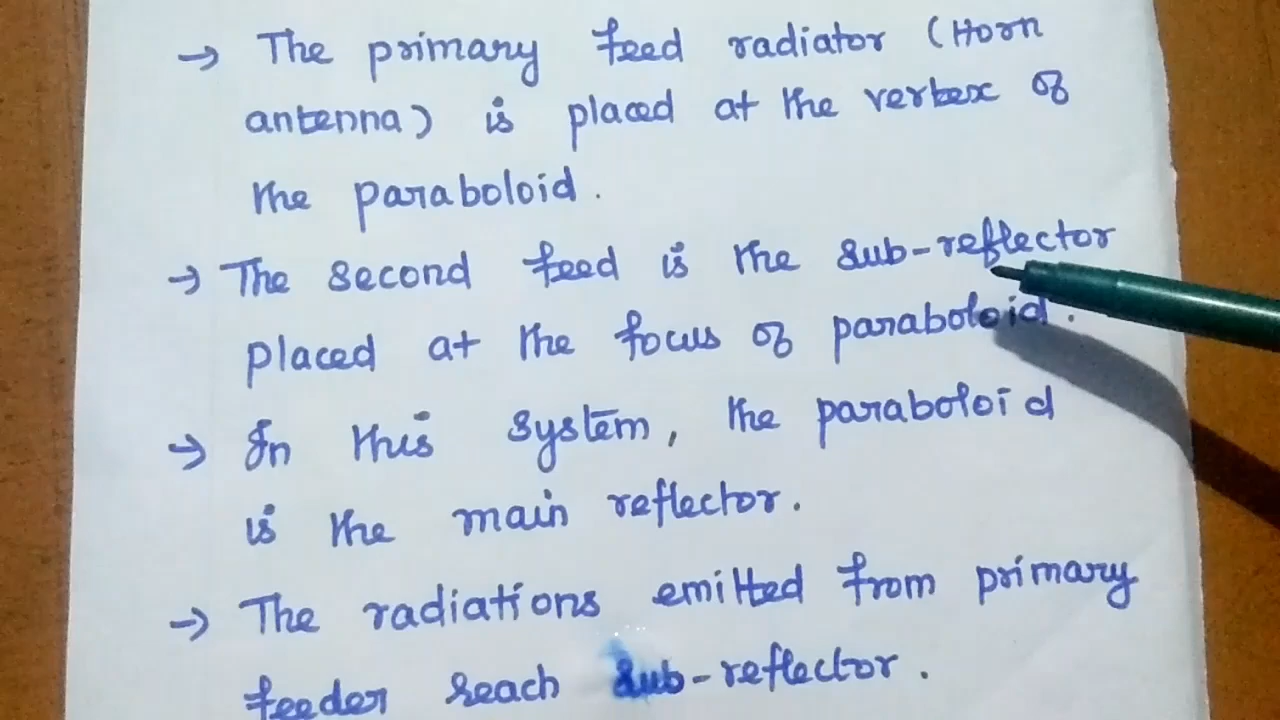 → The primary feed radiator (Horn
antenna) is placed at the vertex of
the paraboloid.
→ The second feed is the sub-reflector
placed at the focus of paraboloid.
→ In this system, the paraboloid
is the main reflector.
→ The radiations emitted from primary
feeder reach sub-reflector.